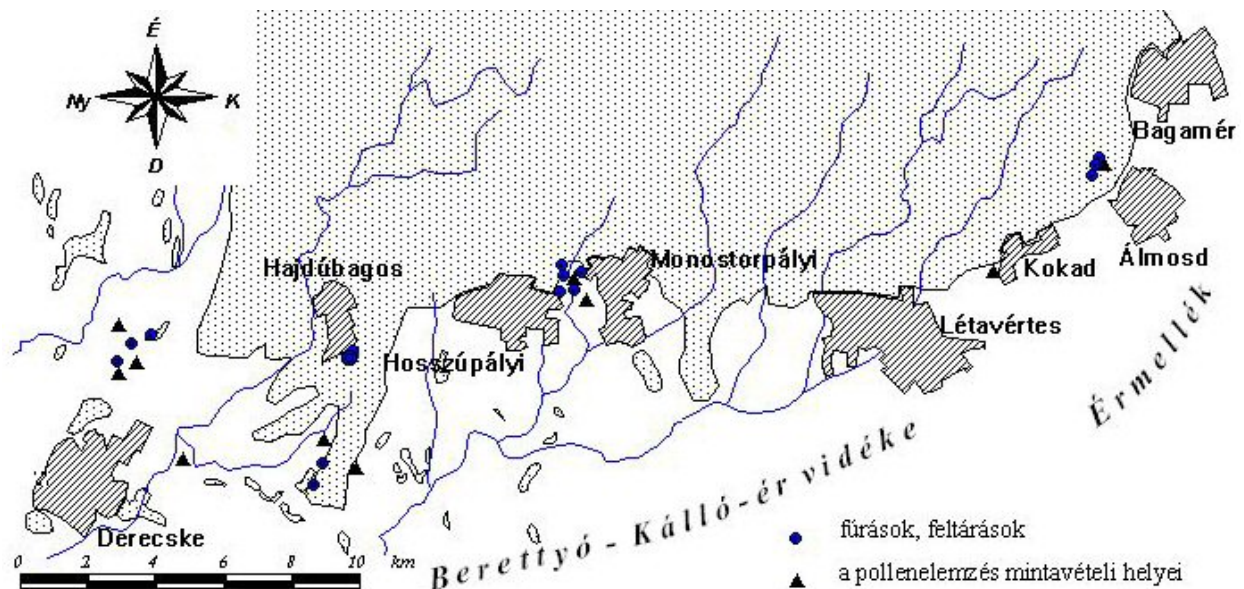 É
Ny
K
D
Bagamér
Hajdúbagos
Monostorpályi
Kokad
Álmosd
Létavértes
Hosszúpályi
Érmellék
Derecske
Berettyó - Kálló-ér vidéke
fúrások, feltárások
a pollenelemzés mintavételi helyei
0 2 4 6 8 10 km